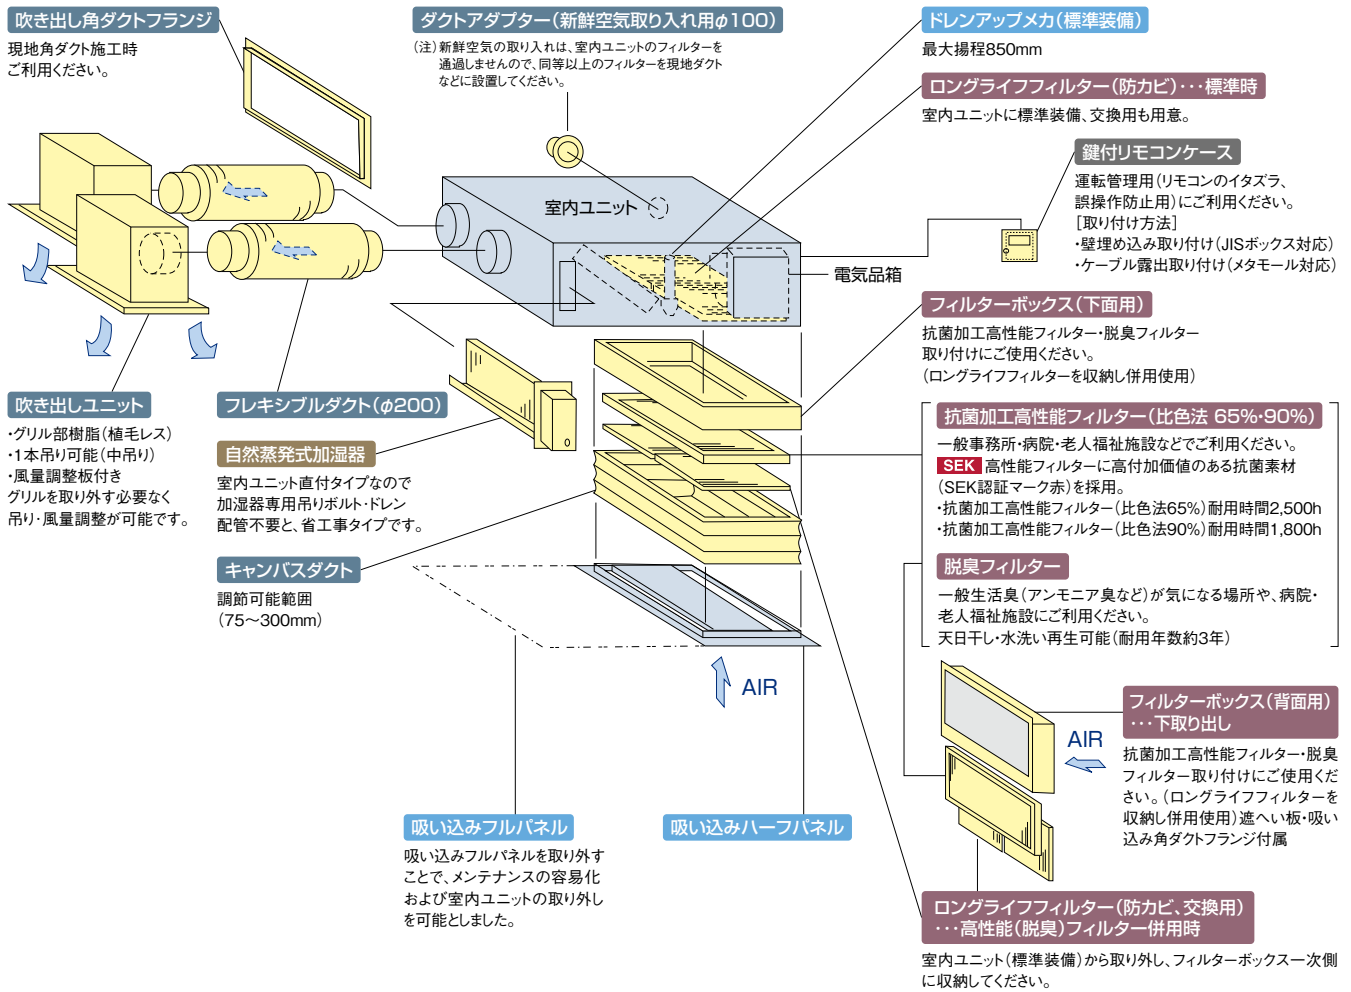 吹き出し角ダクトフランジ
現地角ダクト施工時
ご利用ください。
ダクトアダプター（新鮮空気取り入れ用φ100）
（注）新鮮空気の取り入れは、室内ユニットのフィルターを
通過しませんので、同等以上のフィルターを現地ダクト
などに設置してください。
ドレンアップメカ（標準装備）
最大揚程850mm
ロングライフフィルター（防カビ）･･･標準時
室内ユニットに標準装備、交換用も用意。
鍵付リモコンケース
運転管理用（リモコンのイタズラ、
誤操作防止用）にご利用ください。
［取り付け方法］
･壁埋め込み取り付け（JISボックス対応）
･ケーブル露出取り付け（メタモール対応）
室内ユニット
電気品箱
フィルターボックス（下面用）
抗菌加工高性能フィルター･脱臭フィルター
取り付けにご使用ください。
（ロングライフフィルターを収納し併用使用）
吹き出しユニット
･グリル部樹脂（植毛レス）
･1本吊り可能（中吊り）
･風量調整板付き
グリルを取り外す必要なく
吊り･風量調整が可能です。
フレキシブルダクト（φ200）
自然蒸発式加湿器
室内ユニット直付タイプなので
加湿器専用吊りボルト･ドレン
配管不要と、省工事タイプです。
キャンバスダクト
調節可能範囲
（75〜300mm）
抗菌加工高性能フィルター（比色法 65%･90%）
一般事務所･病院･老人福祉施設などでご利用ください。
SEK 高性能フィルターに高付加価値のある抗菌素材
（SEK認証マーク赤）を採用。
･抗菌加工高性能フィルター（比色法65%）耐用時間2,500h
･抗菌加工高性能フィルター（比色法90%）耐用時間1,800h
脱臭フィルター
一般生活臭（アンモニア臭など）が気になる場所や、病院･
老人福祉施設にご利用ください。
天日干し･水洗い再生可能（耐用年数約3年）
AIR
フィルターボックス（背面用）
･･･下取り出し
AIR
抗菌加工高性能フィルター･脱臭
フィルター取り付けにご使用くだ
さい。（ロングライフフィルターを
収納し併用使用）遮へい板･吸い
込み角ダクトフランジ付属
吸い込みフルパネル
吸い込みフルパネルを取り外す
ことで、メンテナンスの容易化
および室内ユニットの取り外し
を可能としました。
吸い込みハーフパネル
ロングライフフィルター（防カビ、交換用）
･･･高性能（脱臭）フィルター併用時
室内ユニット（標準装備）から取り外し、フィルターボックス一次側
に収納してください。